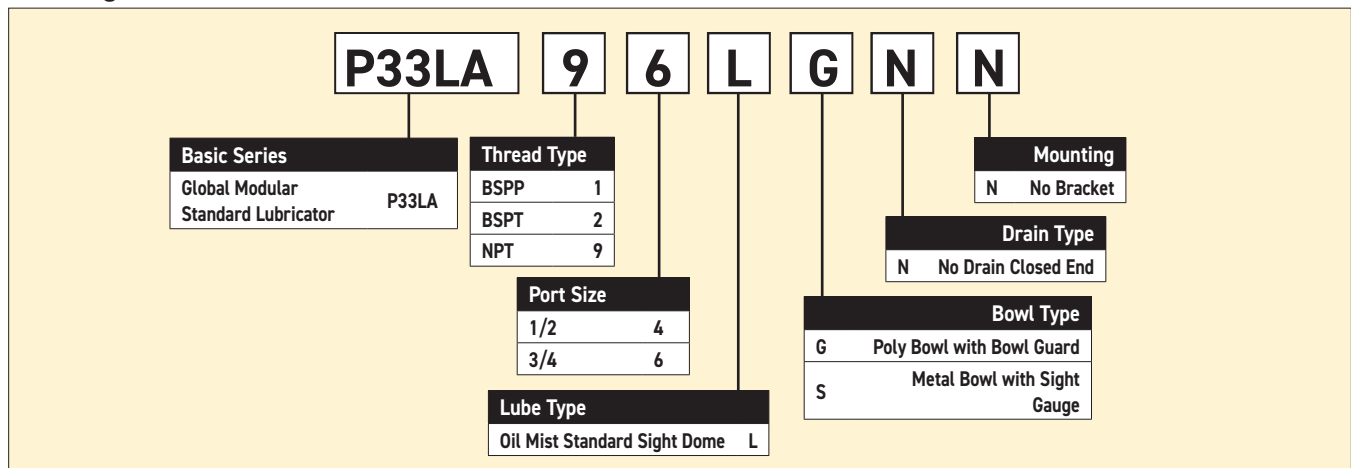 P33LA 9 6 L G N N
Basic Series
Global Modular
Standard Lubricator P33LA
Thread Type
BSPP 1
BSPT 2
NPT 9
Port Size
1/2 4
3/4 6
Lube Type
Oil Mist Standard Sight Dome L
Mounting
N No Bracket
Drain Type
N No Drain Closed End
Bowl Type
G Poly Bowl with Bowl Guard
S Metal Bowl with Sight
Gauge